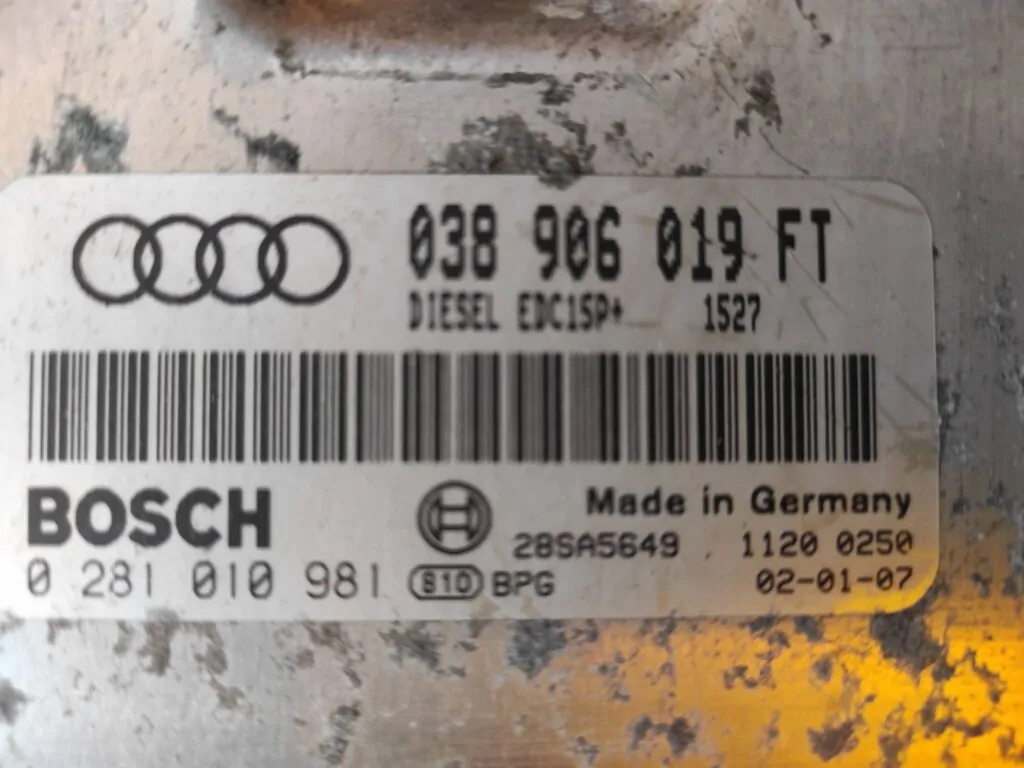 038 906 019 FT
DIESEL EDC15P+ 1527
BOSCH
Made in Germany
28SA5649 1120 0250
0 281 010 981 S10 BPG 02-01-07